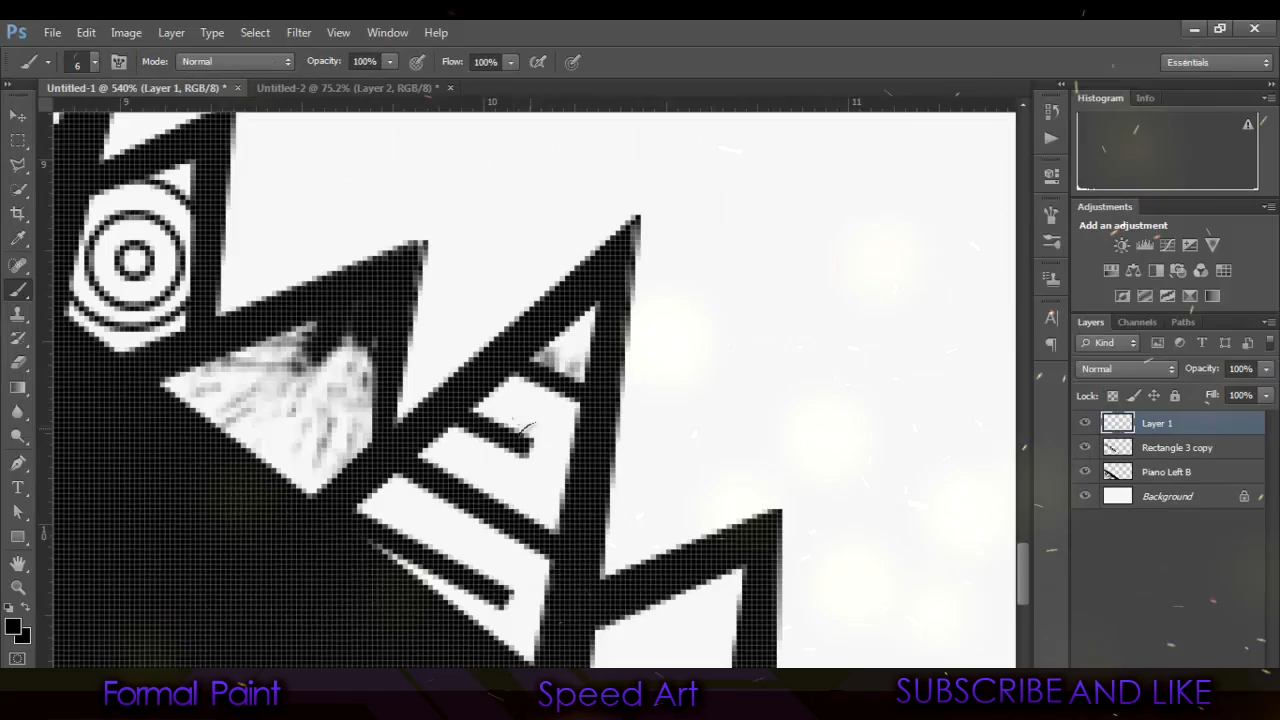 Ps File Edit Image Layer Type Select Filter View Window Help
6 Mode: Normal Opacity: 100% Flow: 100% Essentials
Untitled-1 @ 540% (Layer 1, RGB/8) * × Untitled-2 @ 75.2% (Layer 2, RGB/8) * ×
9 10 11
Histogram Info
9
Adjustments
Add an adjustment
Layers Channels Paths
Kind
Normal Opacity: 100%
Lock: Fill: 100%
Layer 1
Rectangle 3 copy
Piano Left B
Background
10
Formal Paint Speed Art SUBSCRIBE AND LIKE